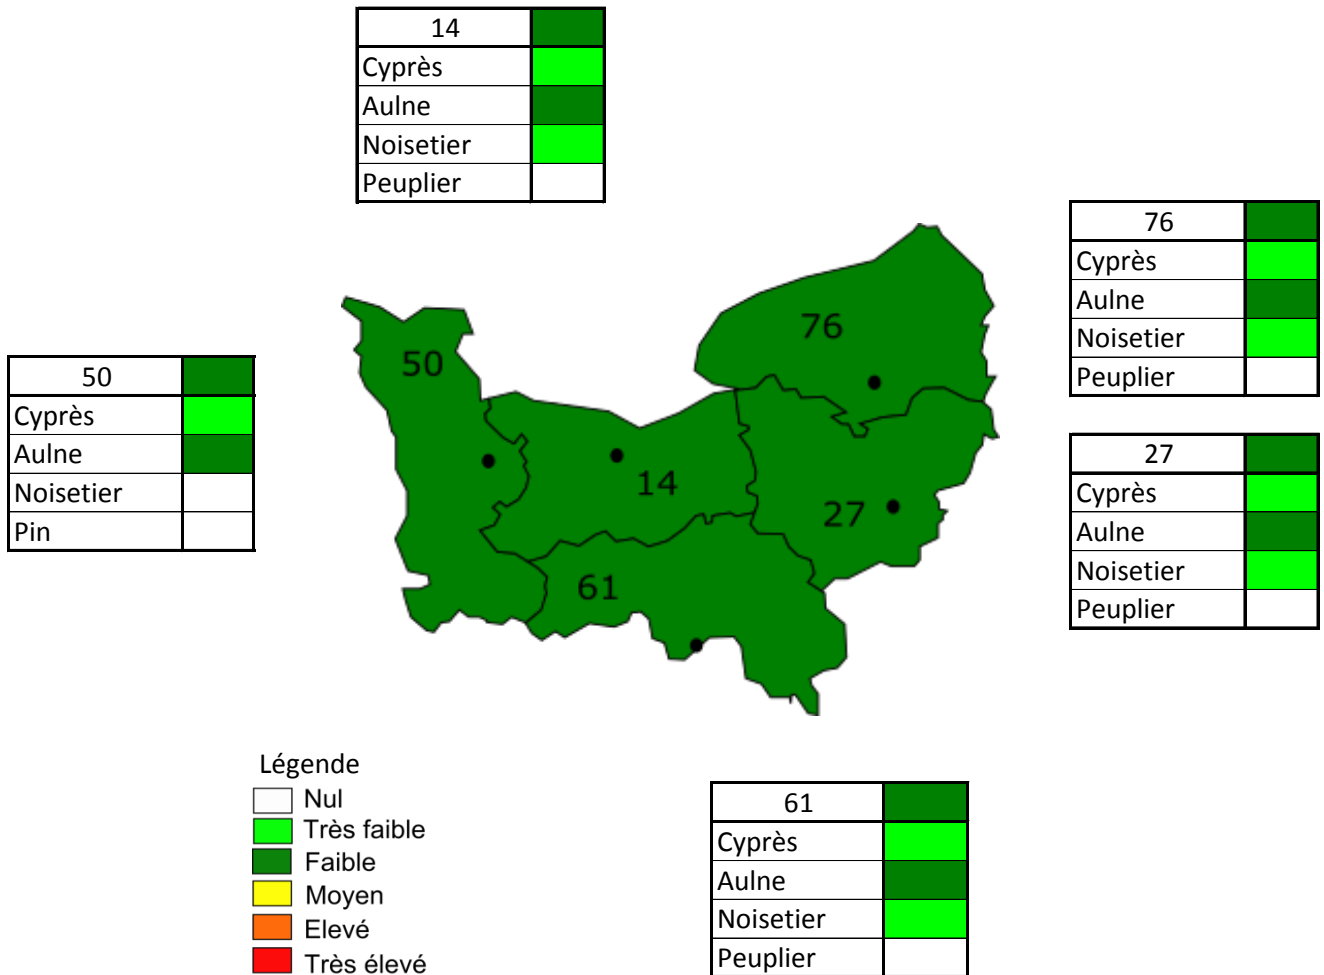 14
Cyprès
Aulne
Noisetier
Peuplier
76
Cyprès
Aulne
Noisetier
Peuplier
50
Cyprès
Aulne
Noisetier
Pin
27
Cyprès
Aulne
Noisetier
Peuplier
76
50
14
27
61
Légende
Nul
Très faible
Faible
Moyen
Elevé
Très élevé
61
Cyprès
Aulne
Noisetier
Peuplier